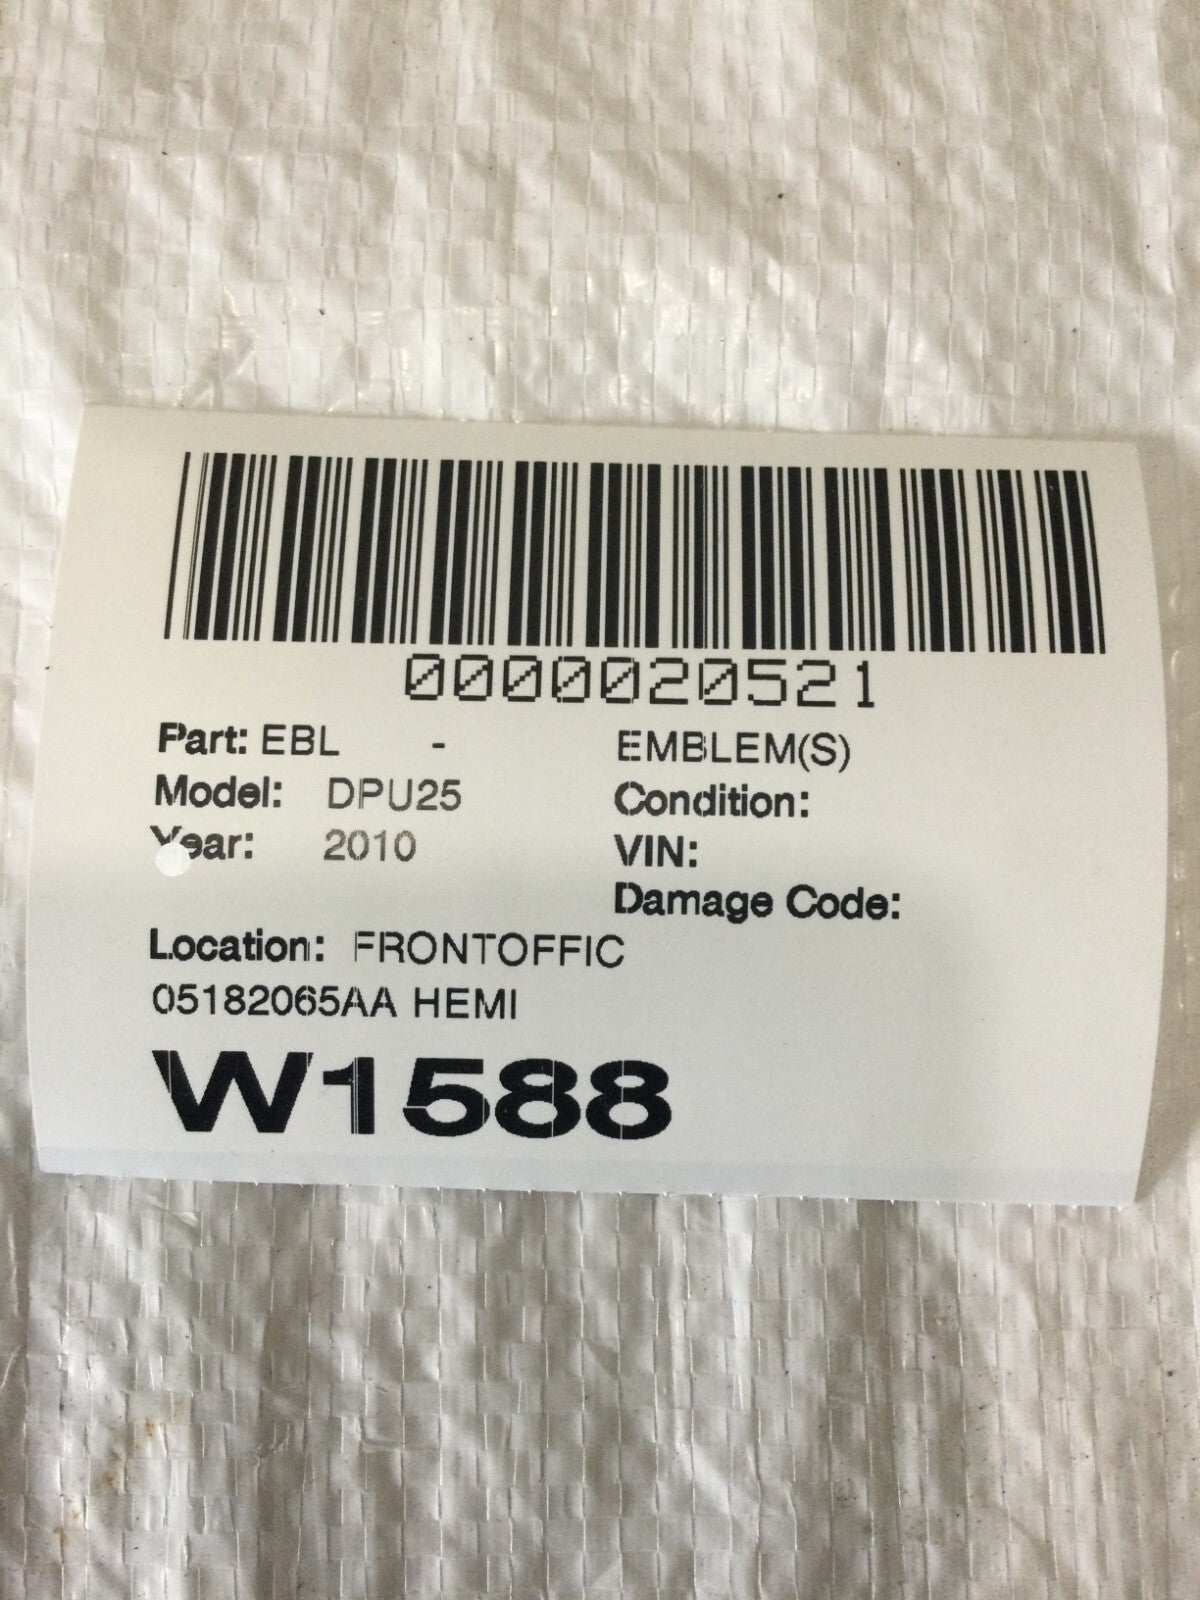 0000020521
Part: EBL - EMBLEM(S)
Model: DPU25 Condition:
Year: 2010 VIN:
Damage Code:
Location: FRONTOFFIC
05182065AA HEMI
W1588